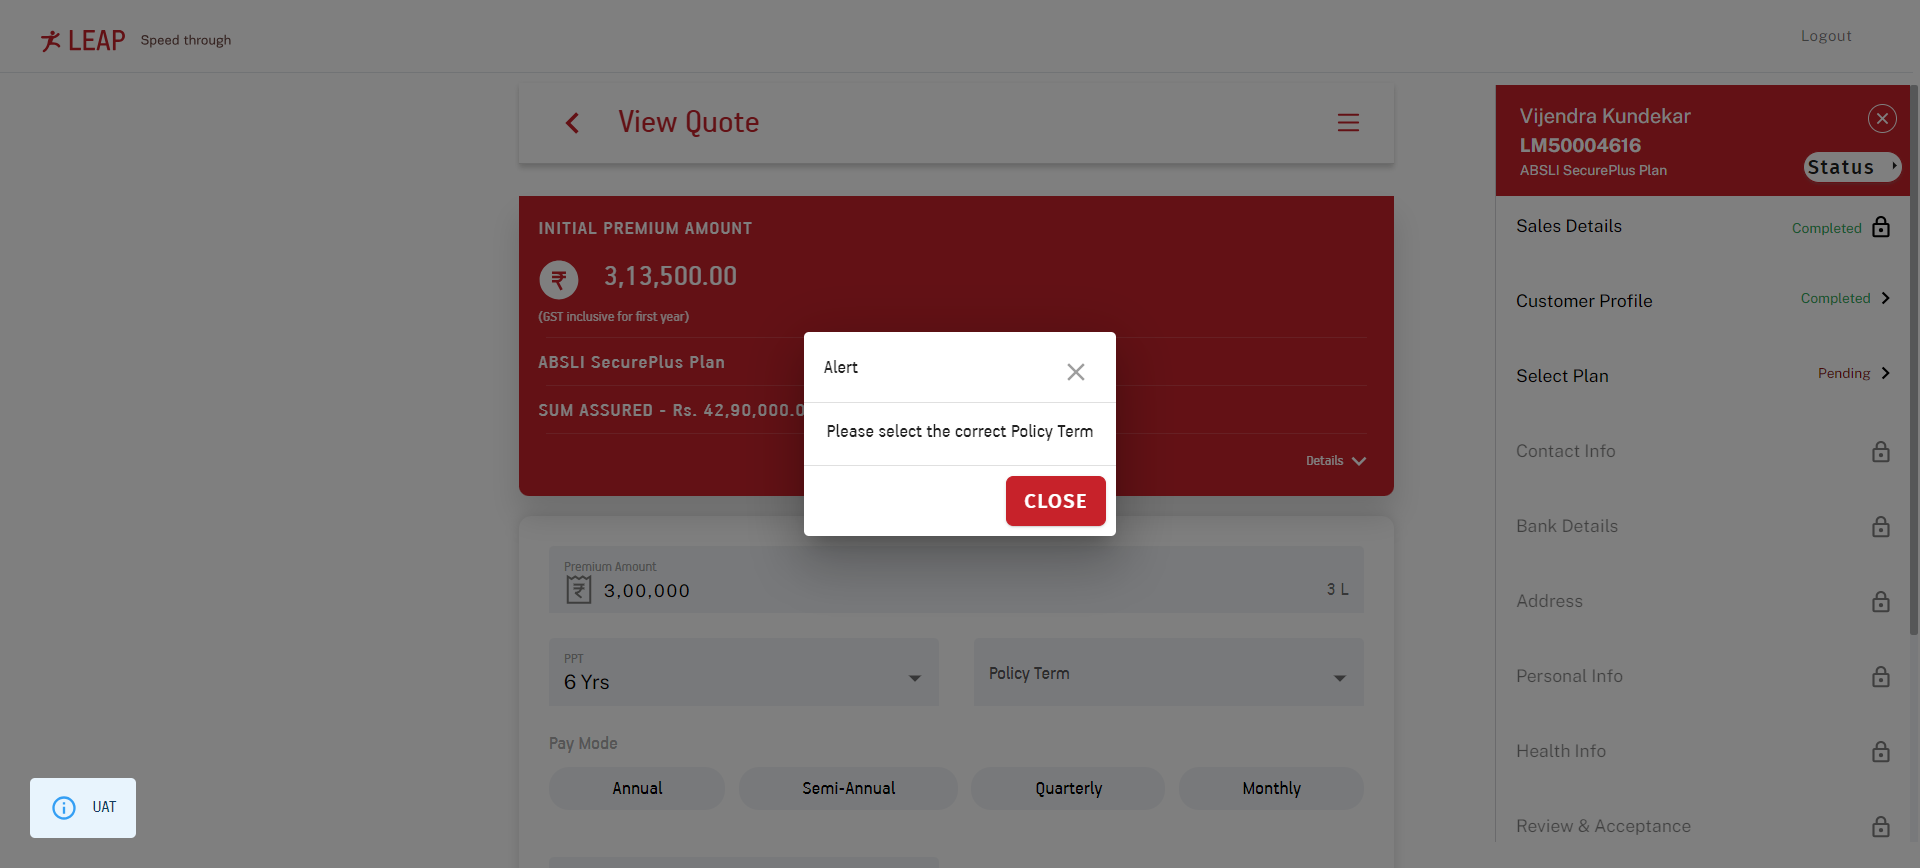 LEAP Speed through
Logout
View Quote
Vijendra Kundekar
LM50004616
ABSLI SecurePlus Plan
Status
INITIAL PREMIUM AMOUNT
₹ 3,13,500.00
(GST inclusive for first year)
ABSLI SecurePlus Plan
SUM ASSURED - Rs. 42,90,000.0
Details
Alert
Please select the correct Policy Term
CLOSE
Premium Amount
₹ 3,00,000 3 L
PPT
6 Yrs
Policy Term
Pay Mode
Annual Semi-Annual Quarterly Monthly
Sales Details Completed
Customer Profile Completed
Select Plan Pending
Contact Info
Bank Details
Address
Personal Info
Health Info
Review & Acceptance
UAT